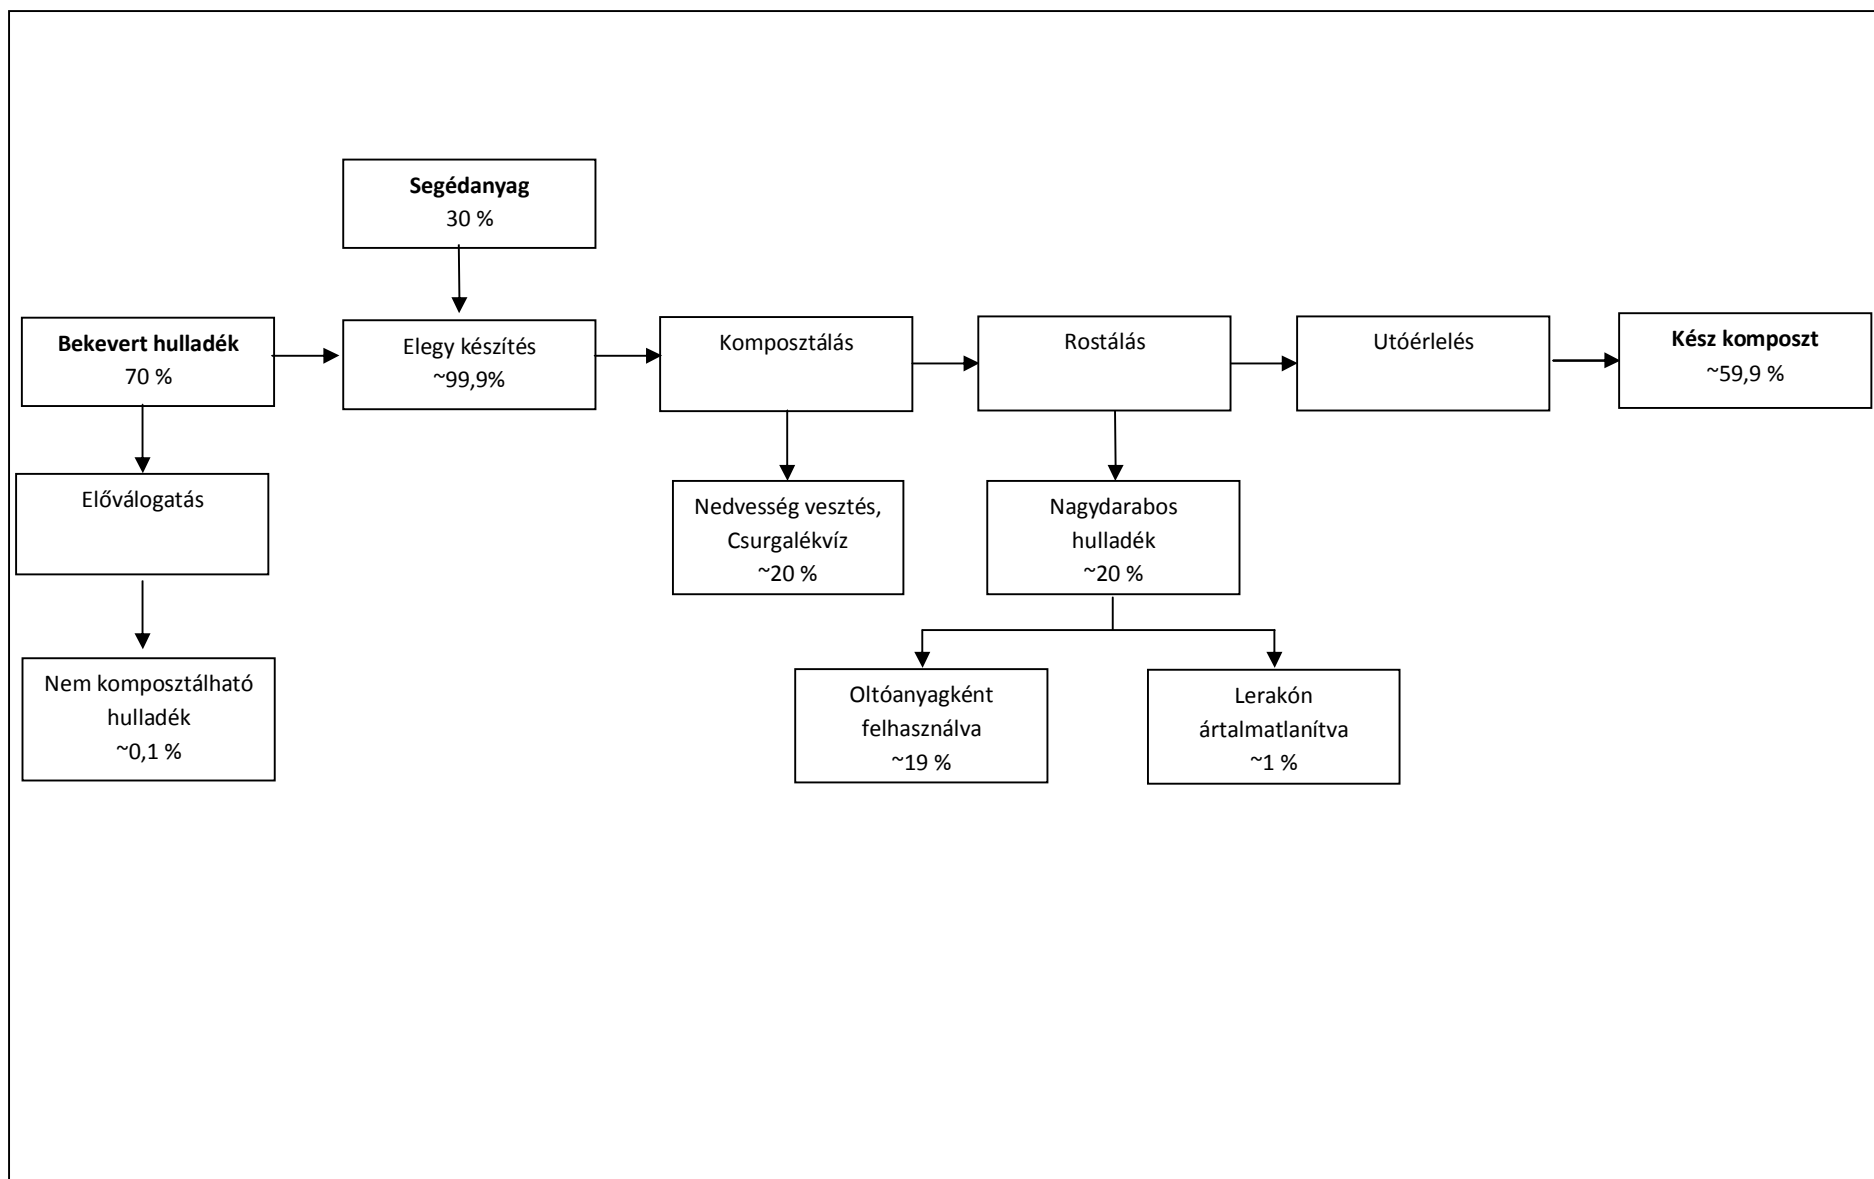 Segédanyag
30 %
Bekevert hulladék
70 %
Elegy készítés
~99,9%
Komposztálás
Rostálás
Utóérlelés
Kész komposzt
~59,9 %
Előválogatás
Nedvesség vesztés,
Csurgalékvíz
~20 %
Nagydarabos
hulladék
~20 %
Nem komposztálható
hulladék
~0,1 %
Oltóanyagként
felhasználva
~19 %
Lerakón
ártalmatlanítva
~1 %